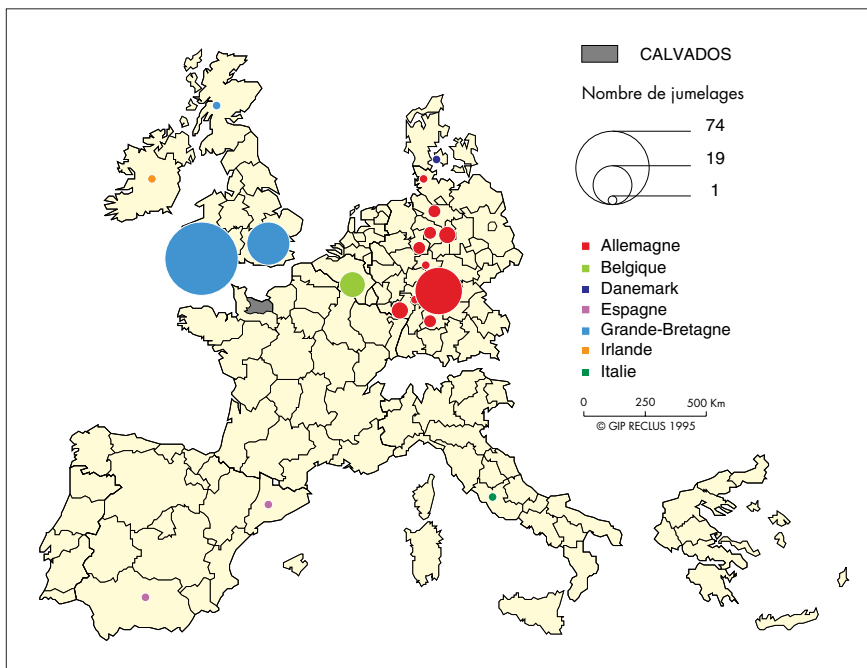 CALVADOS
Nombre de jumelages
74
19
1
Allemagne
Belgique
Danemark
Espagne
Grande-Bretagne
Irlande
Italie
0 250 500 Km
© GIP RECLUS 1995